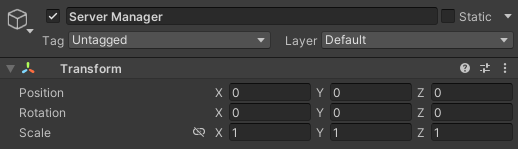 Server Manager Static
Tag Untagged Layer Default
Transform
Position X 0 Y 0 Z 0
Rotation X 0 Y 0 Z 0
Scale X 1 Y 1 Z 1